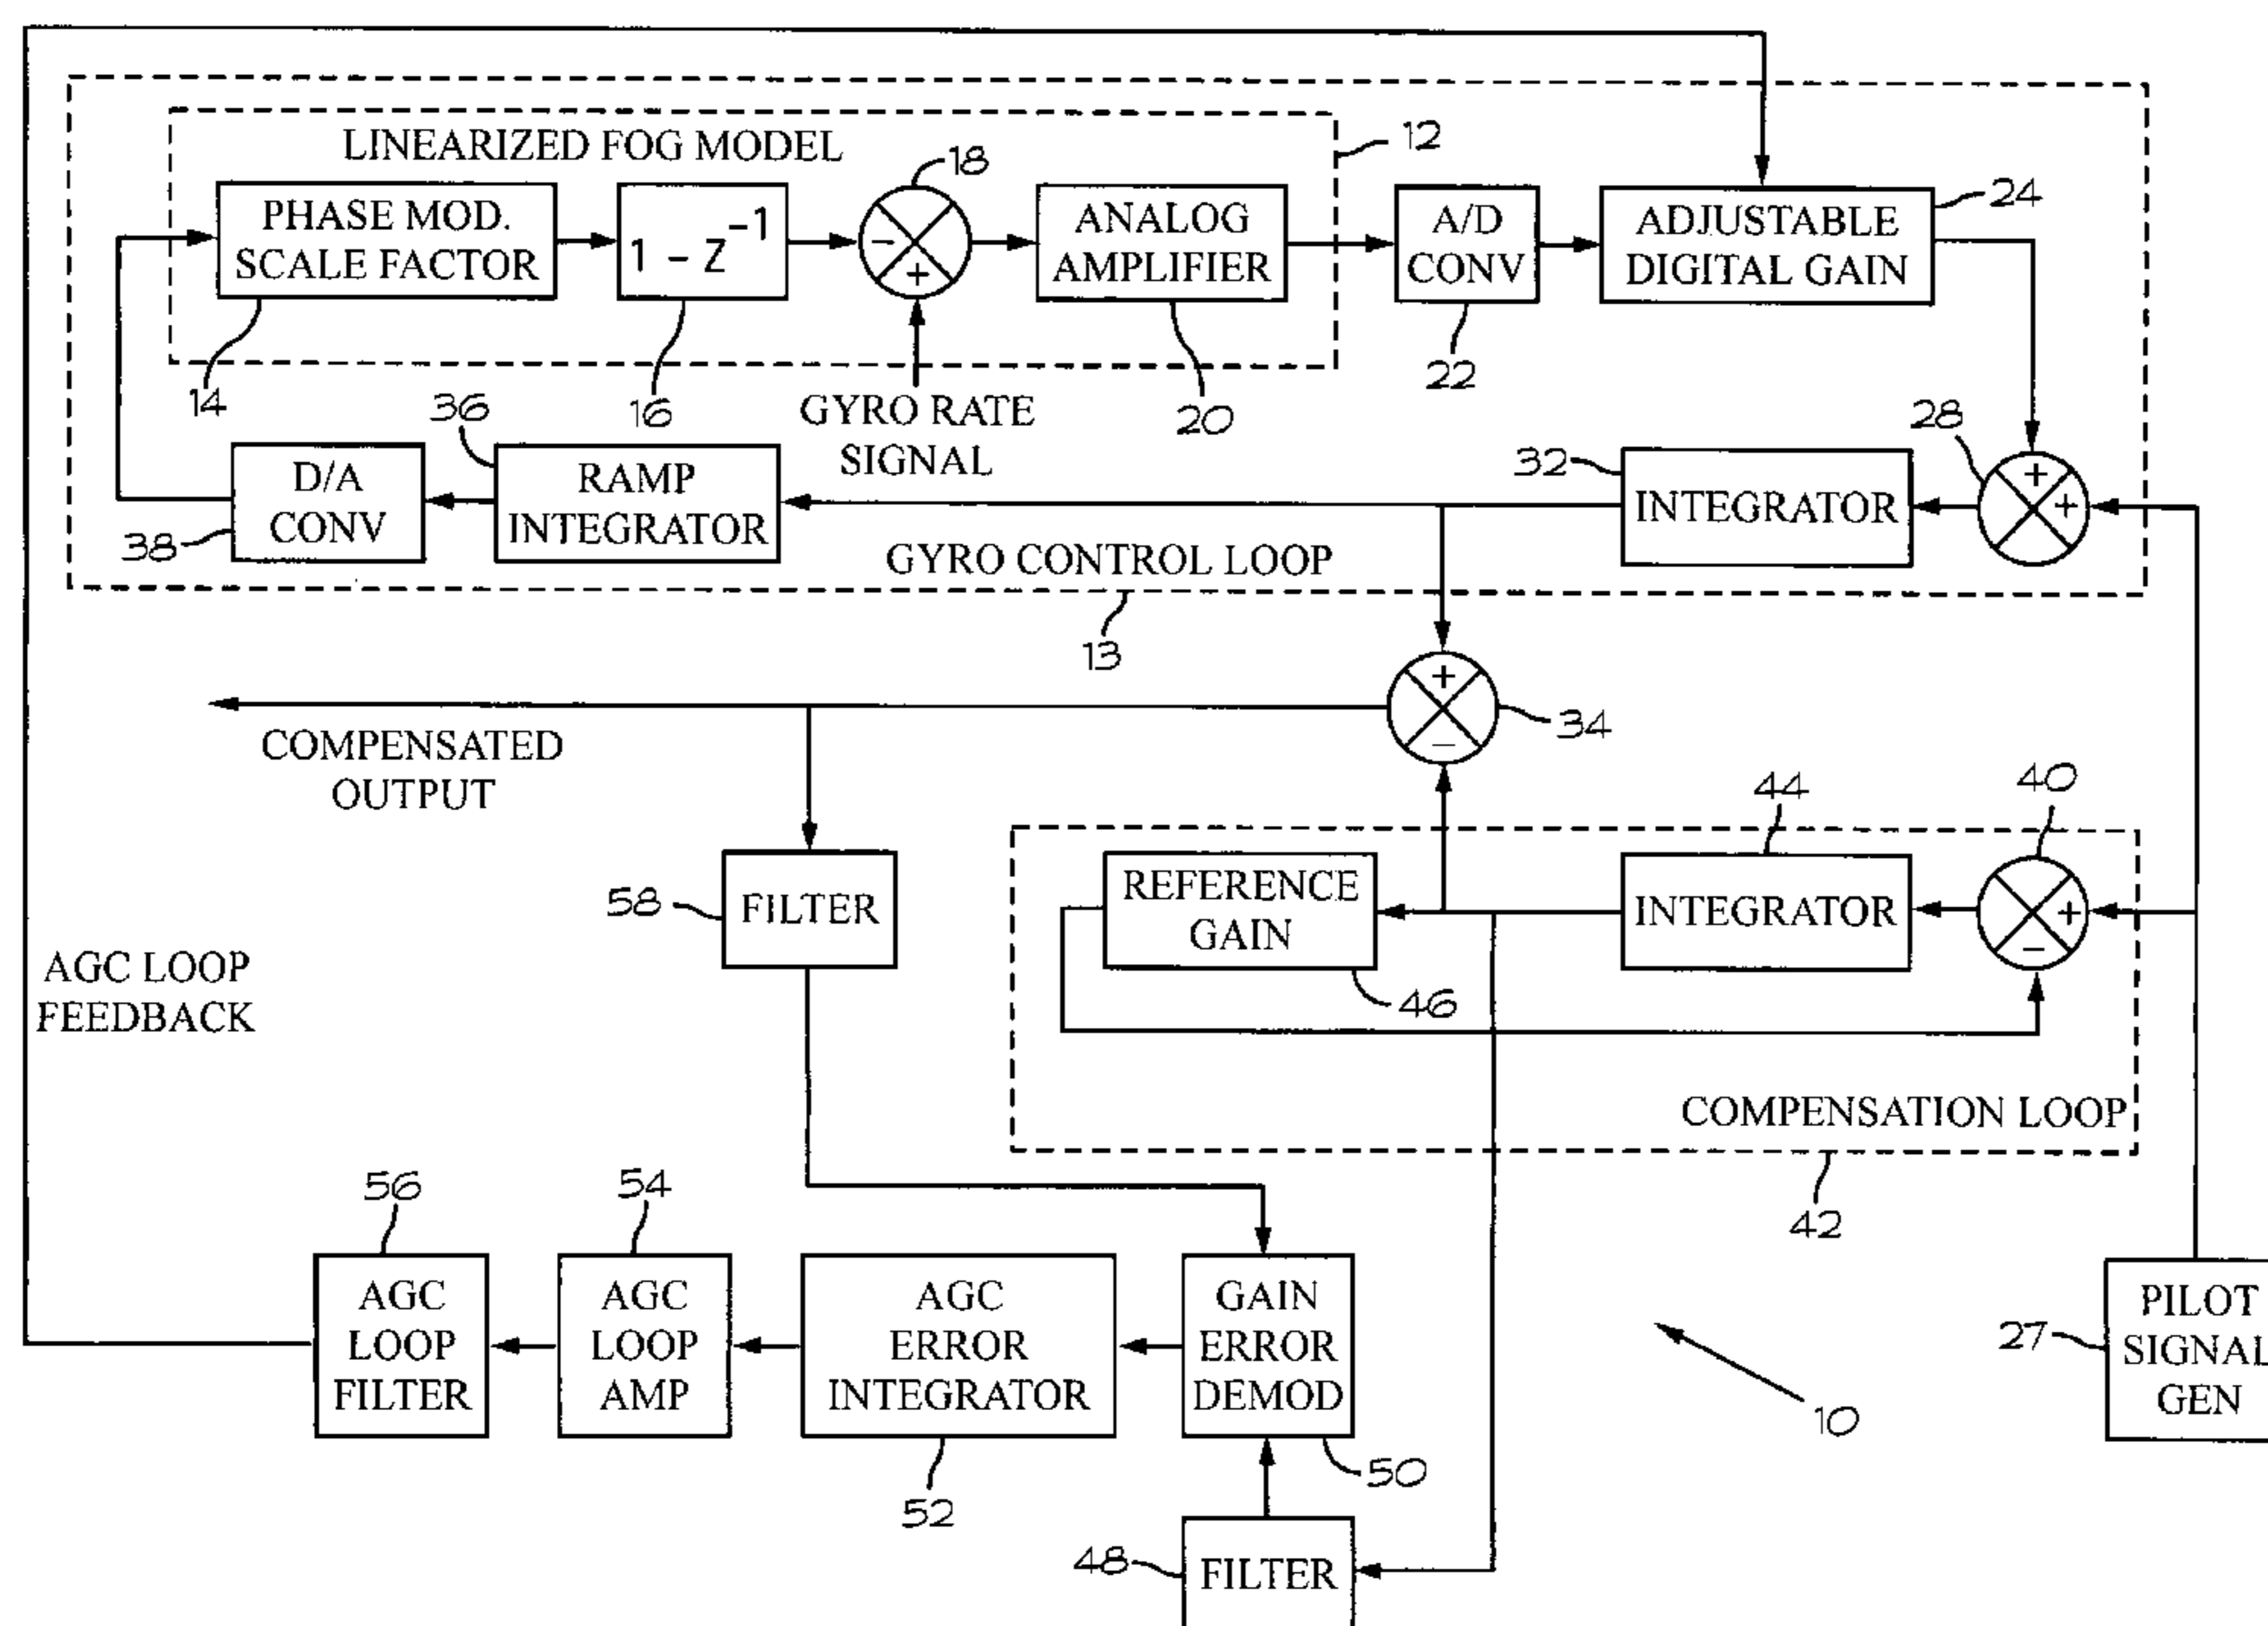 LINEARIZED FOG MODEL
12
18
PHASE MOD.
SCALE FACTOR
1 - Z⁻¹
-
+
ANALOG
AMPLIFIER
A/D
CONV
ADJUSTABLE
DIGITAL GAIN
24
14
16
GYRO RATE
SIGNAL
20
22
36
28
D/A
CONV
38
RAMP
INTEGRATOR
32
INTEGRATOR
+
+
GYRO CONTROL LOOP
13
+
-
34
COMPENSATED
OUTPUT
44
40
58
FILTER
REFERENCE
GAIN
46
INTEGRATOR
+
-
AGC LOOP
FEEDBACK
COMPENSATION LOOP
42
56
54
AGC
LOOP
FILTER
AGC
LOOP
AMP
AGC
ERROR
INTEGRATOR
GAIN
ERROR
DEMOD
27
PILOT
SIGNAL
GEN
10
52
50
48
FILTER